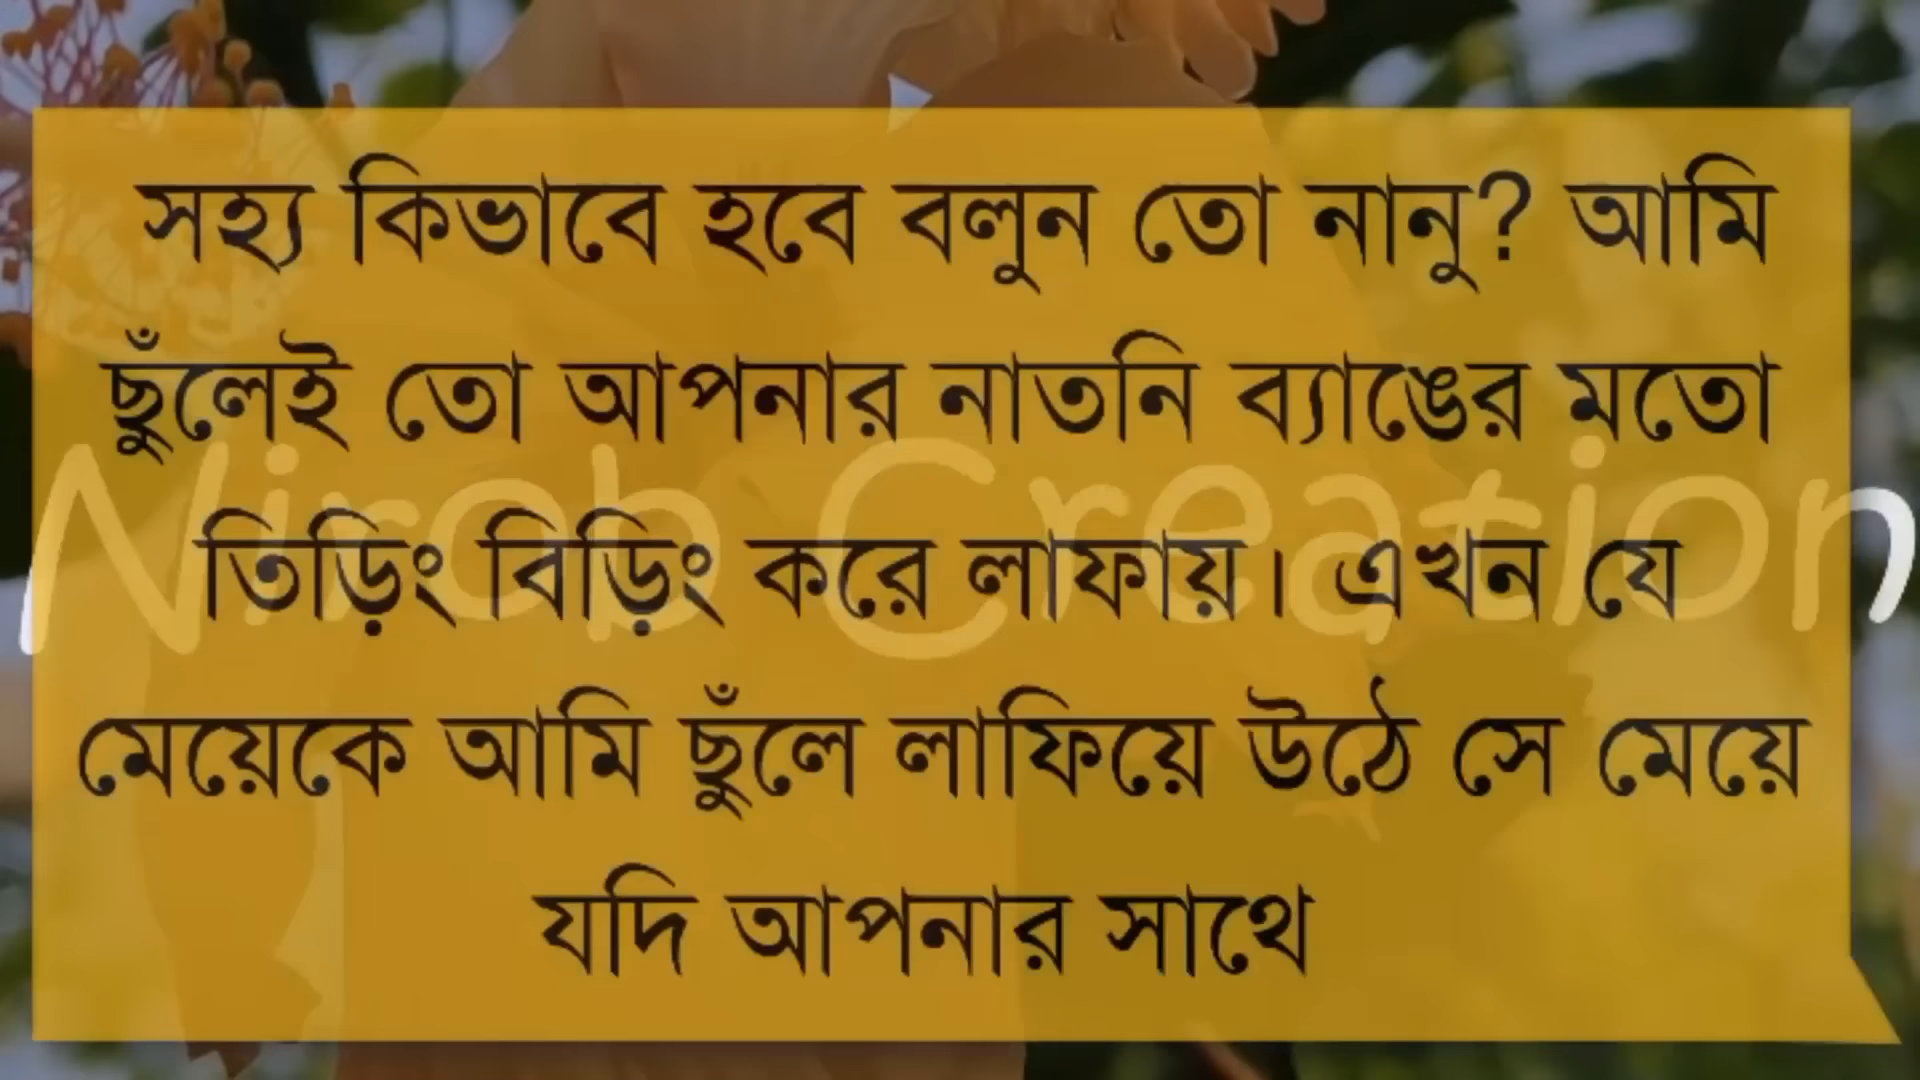 সহ্য কিভাবে হবে বলুন তো নানু? আমি
ছুঁলেই তো আপনার নাতনি ব্যাঙের মতো
তিড়িং বিড়িং করে লাফায়। এখন যে
মেয়েকে আমি ছুঁলে লাফিয়ে উঠে সে মেয়ে
যদি আপনার সাথে
Nirob Creation